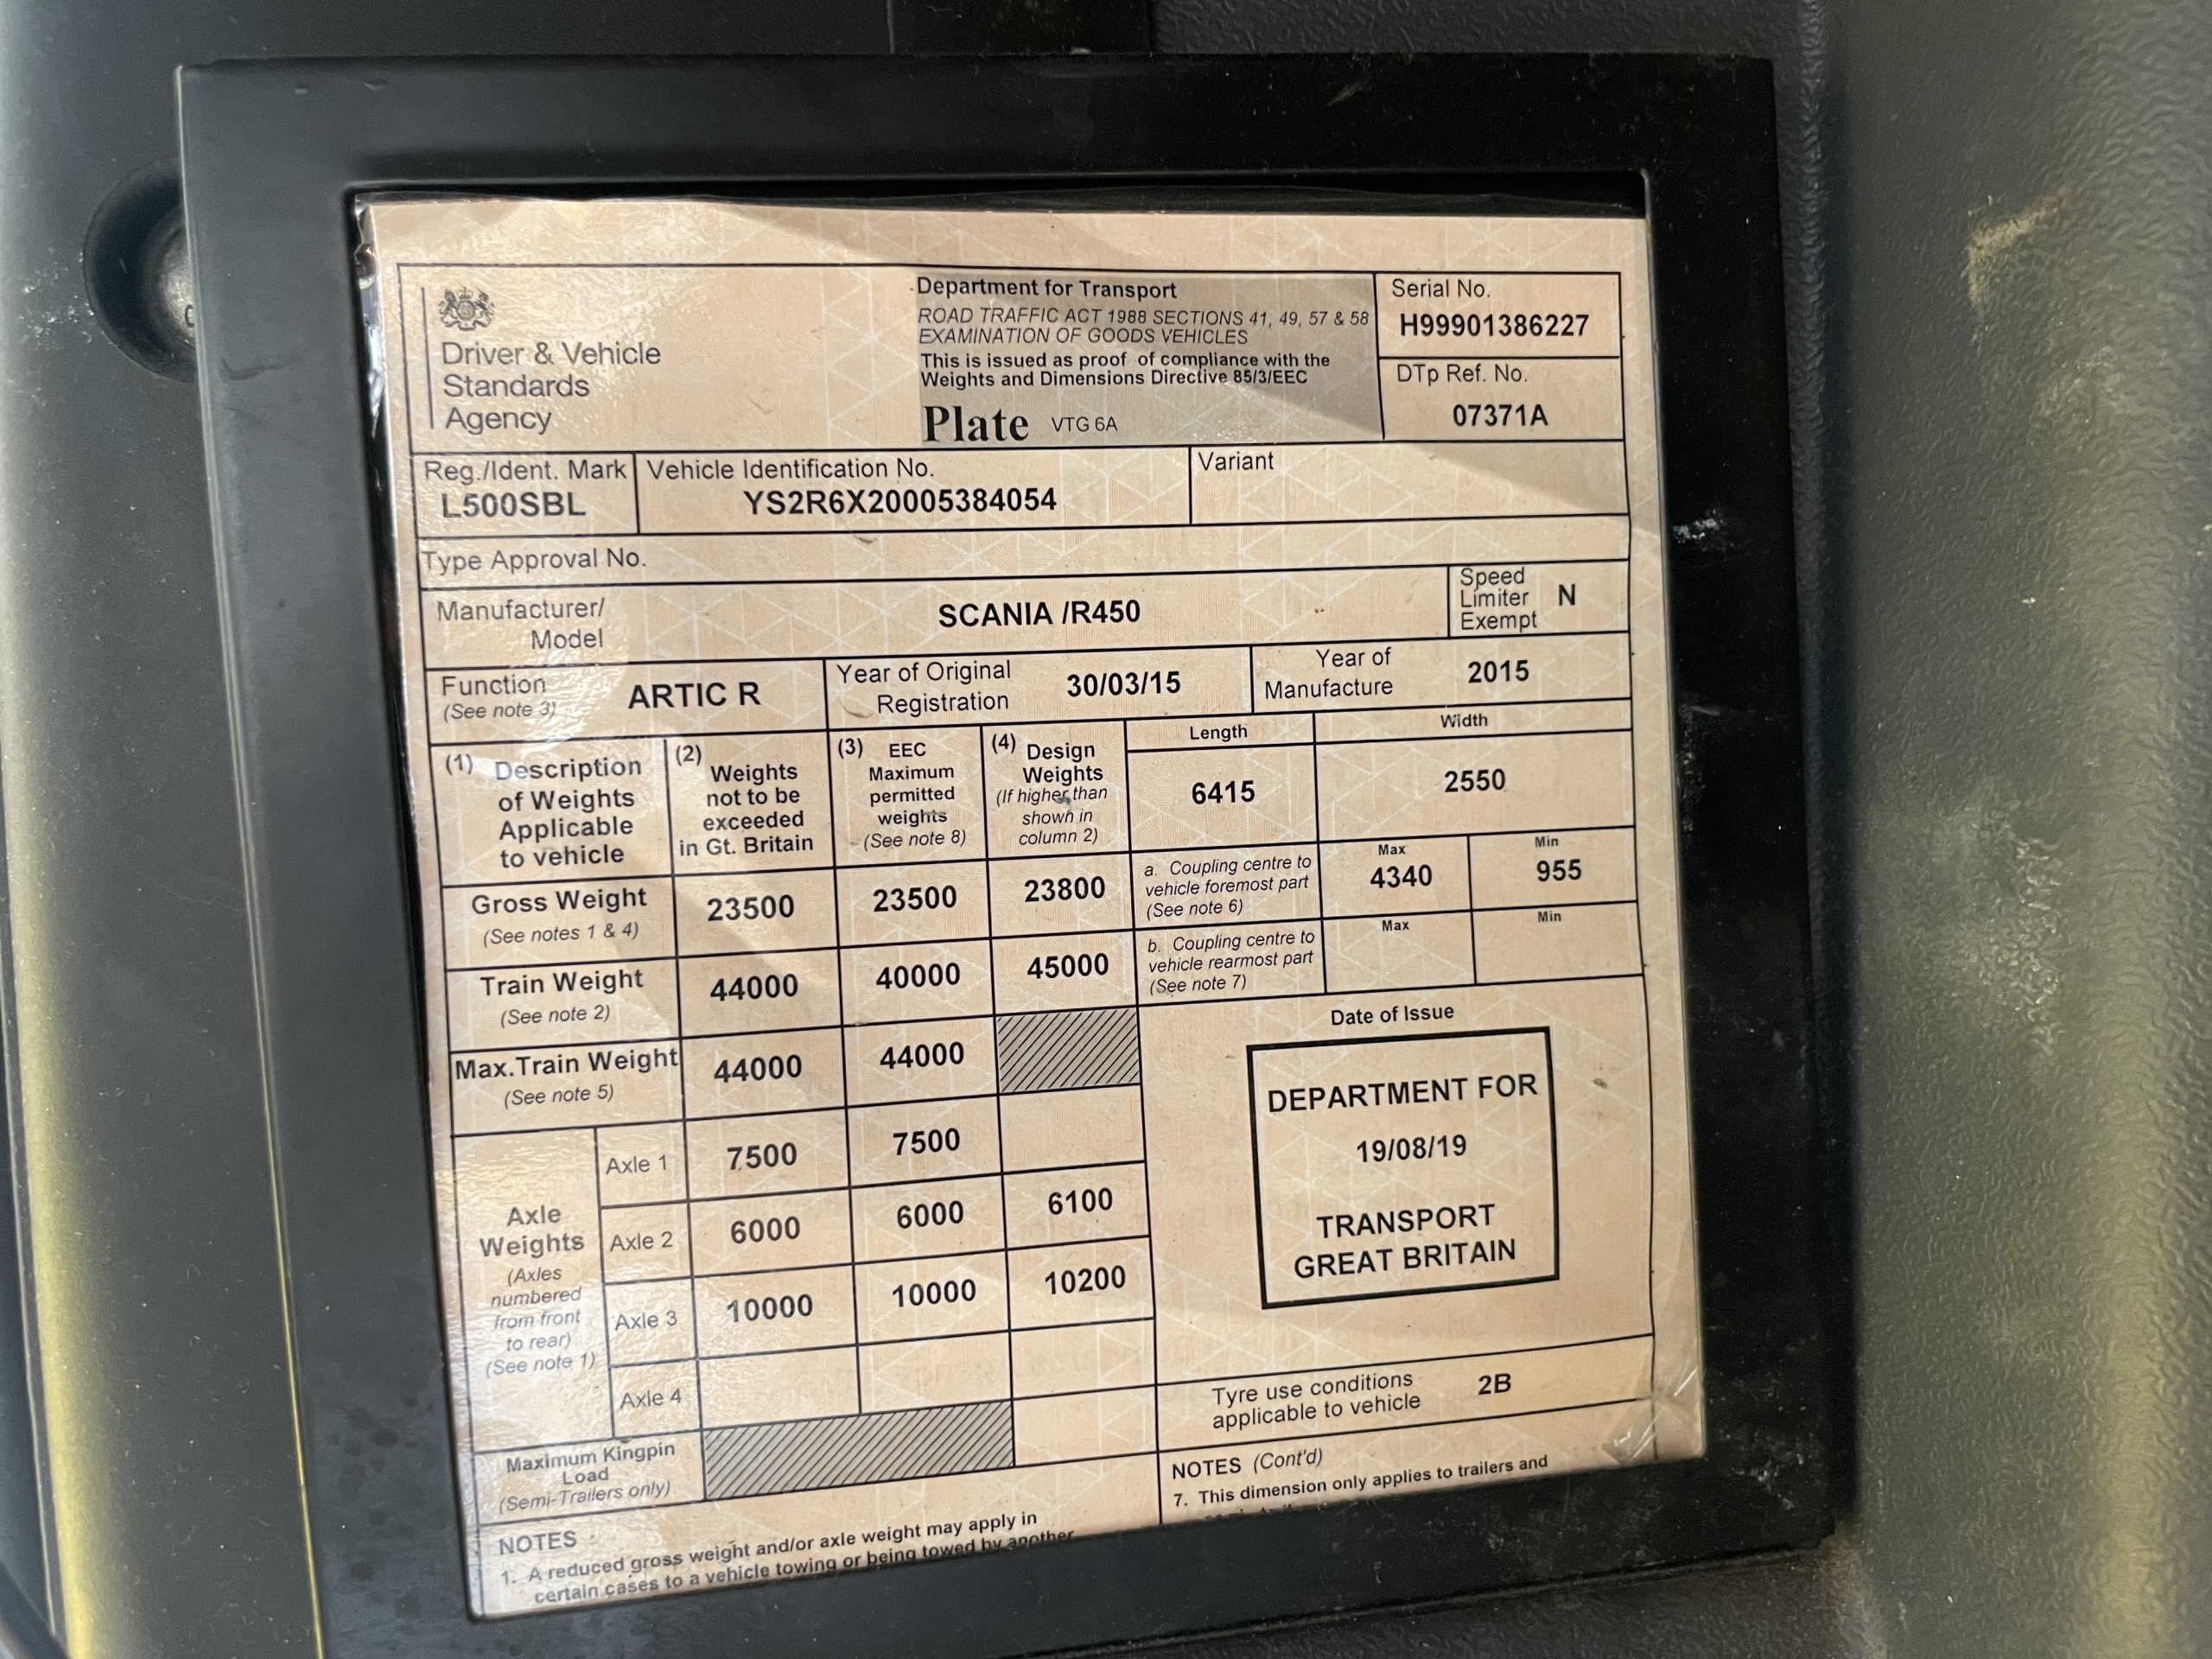 Driver & Vehicle
Standards
Agency
Department for Transport
ROAD TRAFFIC ACT 1988 SECTIONS 41, 49, 57 & 58
EXAMINATION OF GOODS VEHICLES
This is issued as proof of compliance with the
Weights and Dimensions Directive 85/3/EEC
Plate VTG 6A
Serial No.
H99901386227
DTp Ref. No.
07371A
Reg./Ident. Mark
L500SBL
Vehicle Identification No.
YS2R6X20005384054
Variant
Type Approval No.
Manufacturer/
Model
SCANIA /R450
Speed
Limiter
Exempt
N
Function
(See note 3)
ARTIC R
Year of Original
Registration
30/03/15
Year of
Manufacture
2015
(1) Description
of Weights
Applicable
to vehicle
(2)
Weights
not to be
exceeded
in Gt. Britain
(3) EEC
Maximum
permitted
weights
(See note 8)
(4) Design
Weights
(If higher than
shown in
column 2)
Length
6415
Width
2550
Gross Weight
(See notes 1 & 4)
23500
23500
23800
a. Coupling centre to
vehicle foremost part
(See note 6)
Max
4340
Min
955
Train Weight
(See note 2)
44000
40000
45000
b. Coupling centre to
vehicle rearmost part
(See note 7)
Max
Min
Max.Train Weight
(See note 5)
44000
44000
Axle
Weights
(Axles
numbered
from front
to rear)
(See note 1)
Axle 1
7500
7500
Axle 2
6000
6000
6100
Axle 3
10000
10000
10200
Axle 4
Maximum Kingpin
Load
(Semi-Trailers only)
Date of Issue
DEPARTMENT FOR
19/08/19
TRANSPORT
GREAT BRITAIN
Tyre use conditions
applicable to vehicle
2B
NOTES
1. A reduced gross weight and/or axle weight may apply in
certain cases to a vehicle towing or being towed by another
NOTES (Cont'd)
7. This dimension only applies to trailers and